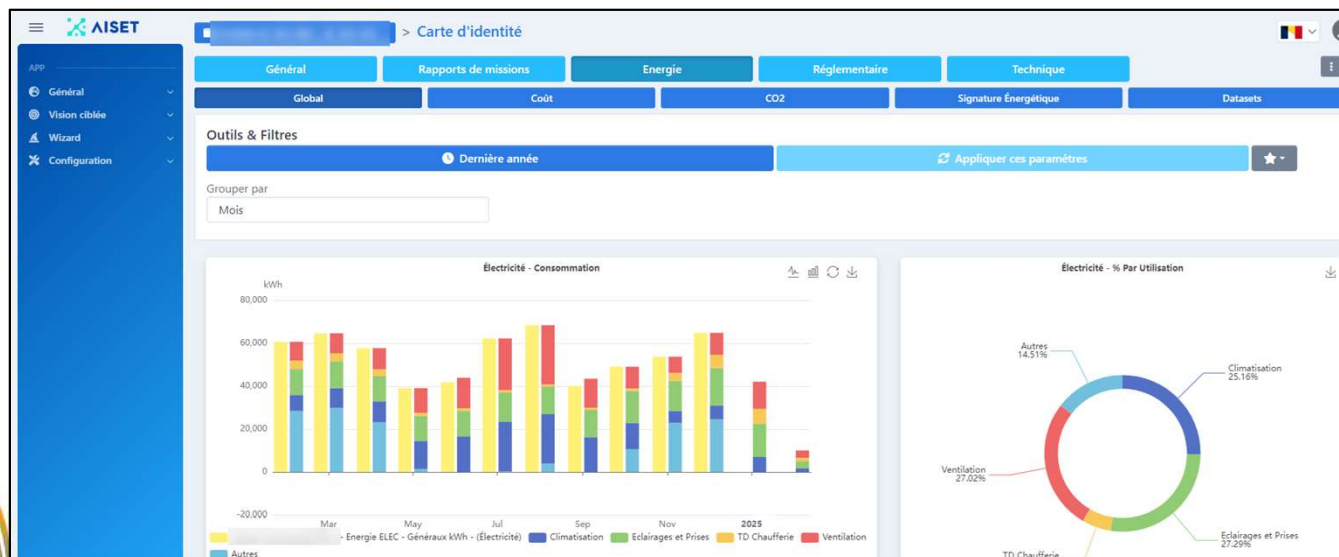 AISET
> Carte d'identité
APP
Général
Vision ciblée
Wizard
Configuration
Général Rapports de missions Energie Réglementaire Technique
Global Coût CO2 Signature Énergétique Datasets
Outils & Filtres
Dernière année Appliquer ces paramètres
Grouper par
Mois
Électricité - Consommation
kWh
80,000
60,000
40,000
20,000
0
-20,000
Mar May Jul Sep Nov 2025
- Energie ELEC - Généraux kWh - (Électricité) Climatisation Eclairages et Prises TD Chaufferie Ventilation
Autres
Électricité - % Par Utilisation
Autres
14.51%
Climatisation
25.16%
Ventilation
27.02%
Eclairages et Prises
27.29%
TD Chaufferie